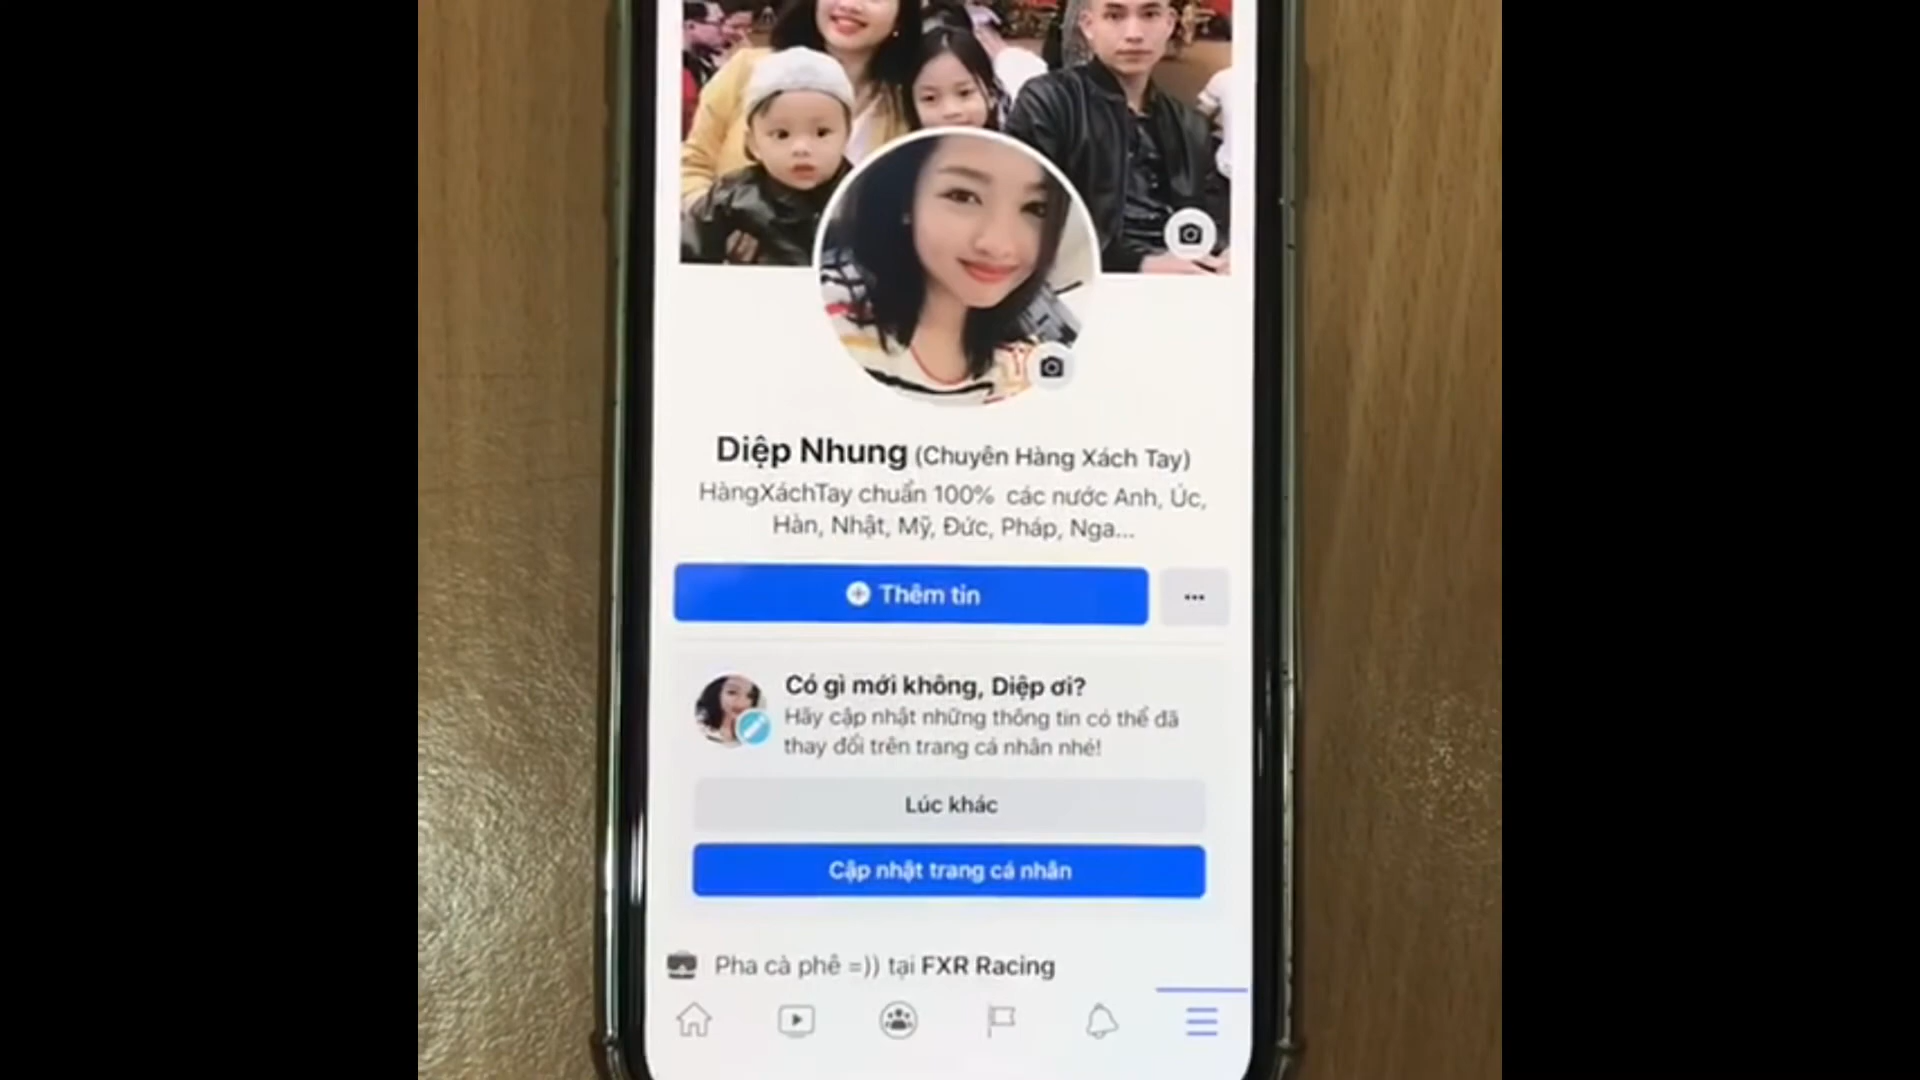 Diệp Nhung (Chuyên Hàng Xách Tay)
HàngXáchTay chuẩn 100% các nước Anh, Úc,
Hàn, Nhật, Mỹ, Đức, Pháp, Nga...
Thêm tin
Có gì mới không, Diệp ơi?
Hãy cập nhật những thông tin có thể đã
thay đổi trên trang cá nhân nhé!
Lúc khác
Cập nhật trang cá nhân
Pha cà phê =)) tại FXR Racing